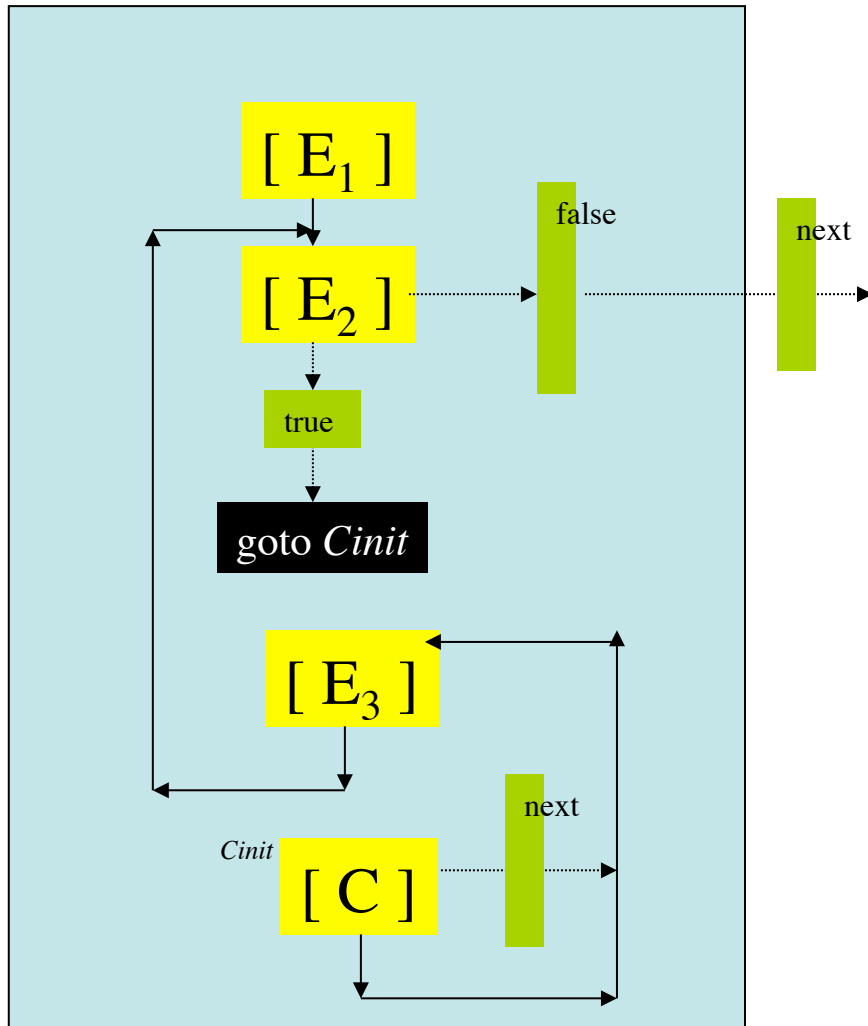 [ E₁ ]
false
next
[ E₂ ]
true
goto Cinit
[ E₃ ]
next
Cinit
[ C ]